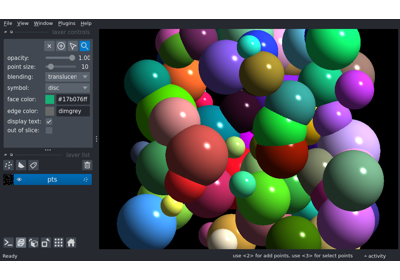 File View Window Plugins Help
layer controls
opacity: 1.00
point size: 10
blending: translucen
symbol: disc
face color: #17b076ff
edge color: dimgrey
display text:
out of slice:
layer list
pts
Ready
use <2> for add points, use <3> for select points
activity